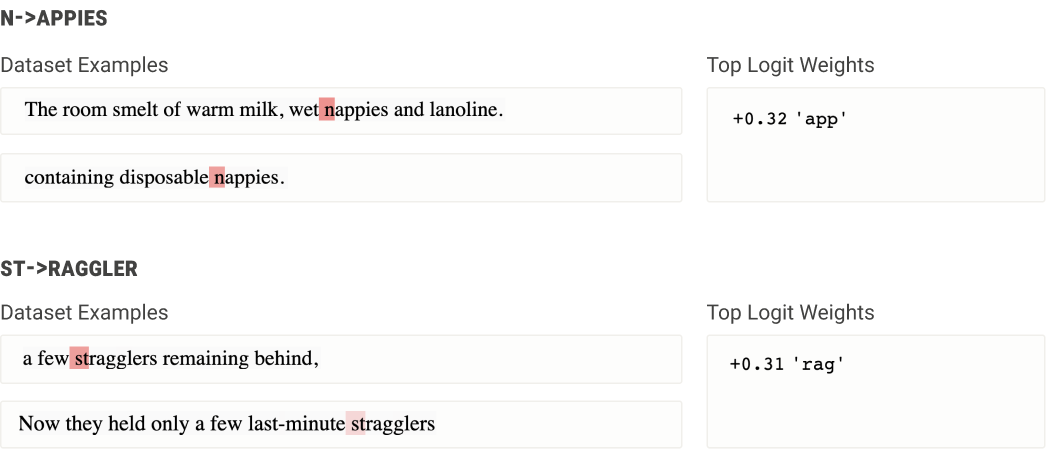 N->APPIES
Dataset Examples
Top Logit Weights
The room smelt of warm milk, wet nappies and lanoline.
+0.32 'app'
containing disposable nappies.
ST->RAGGLER
Dataset Examples
Top Logit Weights
a few stragglers remaining behind,
+0.31 'rag'
Now they held only a few last-minute stragglers